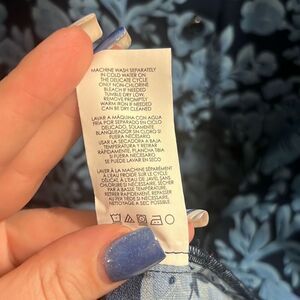 MACHINE WASH SEPARATELY
IN COLD WATER ON
THE DELICATE CYCLE
ONLY NON-CHLORINE
BLEACH IF NEEDED
TUMBLE DRY LOW,
REMOVE PROMPTLY
WARM IRON IF NEEDED
CAN BE DRY CLEANED
LAVAR A MÁQUINA CON AGUA
FRIA POR SEPARADO EN CICLO
DELICADO, SOLAMENTE
BLANQUEADOR SIN CLORO SI
FUERA NECESARIO
USAR LA SECADORA A BAJA
TEMPERATURA Y RETIRAR
RÁPIDAMENTE, PLANCHA TIBIA
SI FUERA NECESARIO
SE PUEDE LAVAR EN SECO
LAVER À LA MACHINE SÉPARÉMENT
À L'EAU FROIDE SUR LE CYCLE
DÉLICAT, À L'EAU DE JAVEL SANS
CHLORURE SI NÉCESSAIRE, SÉCHER
PAR AIR DE BASSE TEMPÉRATURE,
RETIRER RAPIDEMENT, REPASSER
AU FER TIÈDE SI NÉCESSAIRE
NETTOYAGE À SEC POSSIBLE